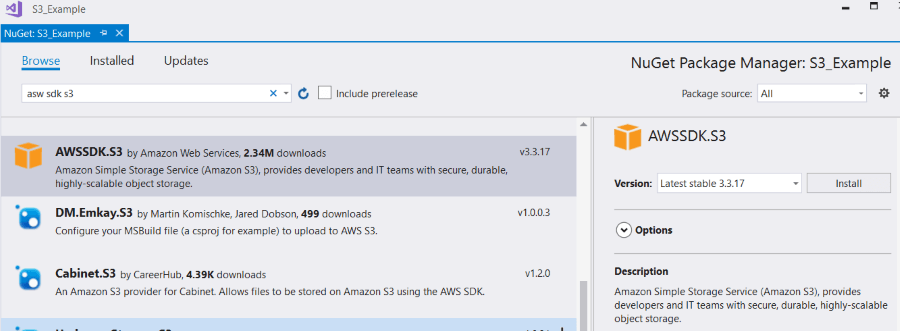 S3_Example
NuGet: S3_Example
Browse Installed Updates
NuGet Package Manager: S3_Example
asw sdk s3
Include prerelease
Package source: All
AWSSDK.S3 by Amazon Web Services, 2.34M downloads v3.3.17
Amazon Simple Storage Service (Amazon S3), provides developers and IT teams with secure, durable,
highly-scalable object storage.
DM.Emkay.S3 by Martin Komischke, Jared Dobson, 499 downloads v1.0.0.3
Configure your MSBuild file (a csproj for example) to upload to AWS S3.
Cabinet.S3 by CareerHub, 4.39K downloads v1.2.0
An Amazon S3 provider for Cabinet. Allows files to be stored on Amazon S3 using the AWS SDK.
AWSSDK.S3
Version: Latest stable 3.3.17 Install
Options
Description
Amazon Simple Storage Service (Amazon S3), provides
developers and IT teams with secure, durable, highly-scalable
object storage.